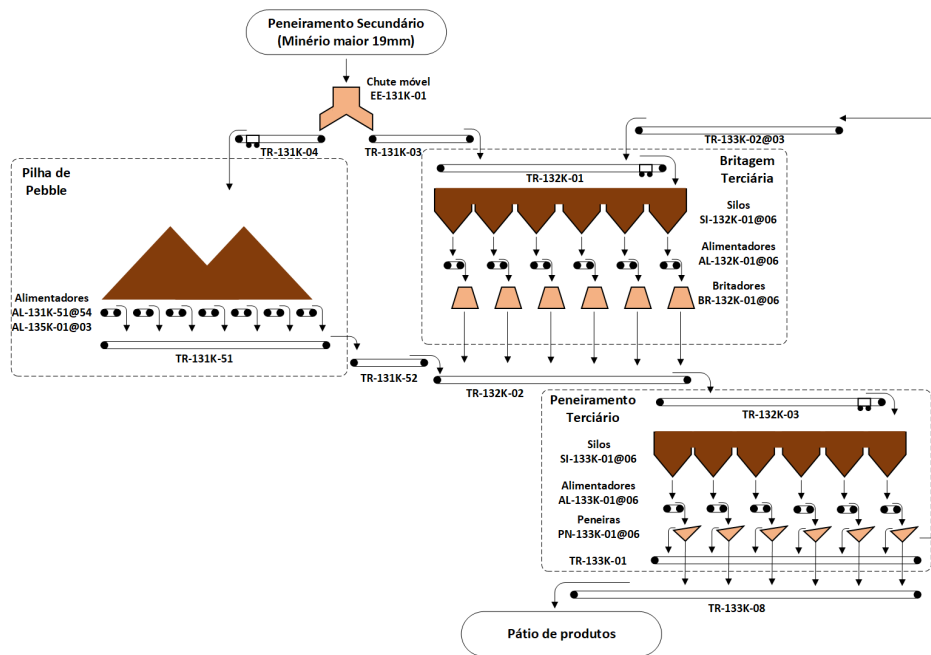 Peneiramento Secundário
(Minério maior 19mm)
Chute móvel
EE-131K-01
TR-131K-04
TR-131K-03
TR-133K-02@03
Pilha de
Pebble
TR-132K-01
Britagem
Terciária
Silos
SI-132K-01@06
Alimentadores
AL-132K-01@06
Britadores
BR-132K-01@06
Alimentadores
AL-131K-51@54
AL-135K-01@03
TR-131K-51
TR-131K-52
TR-132K-02
Peneiramento
Terciário
TR-132K-03
Silos
SI-133K-01@06
Alimentadores
AL-133K-01@06
Peneiras
PN-133K-01@06
TR-133K-01
TR-133K-08
Pátio de produtos